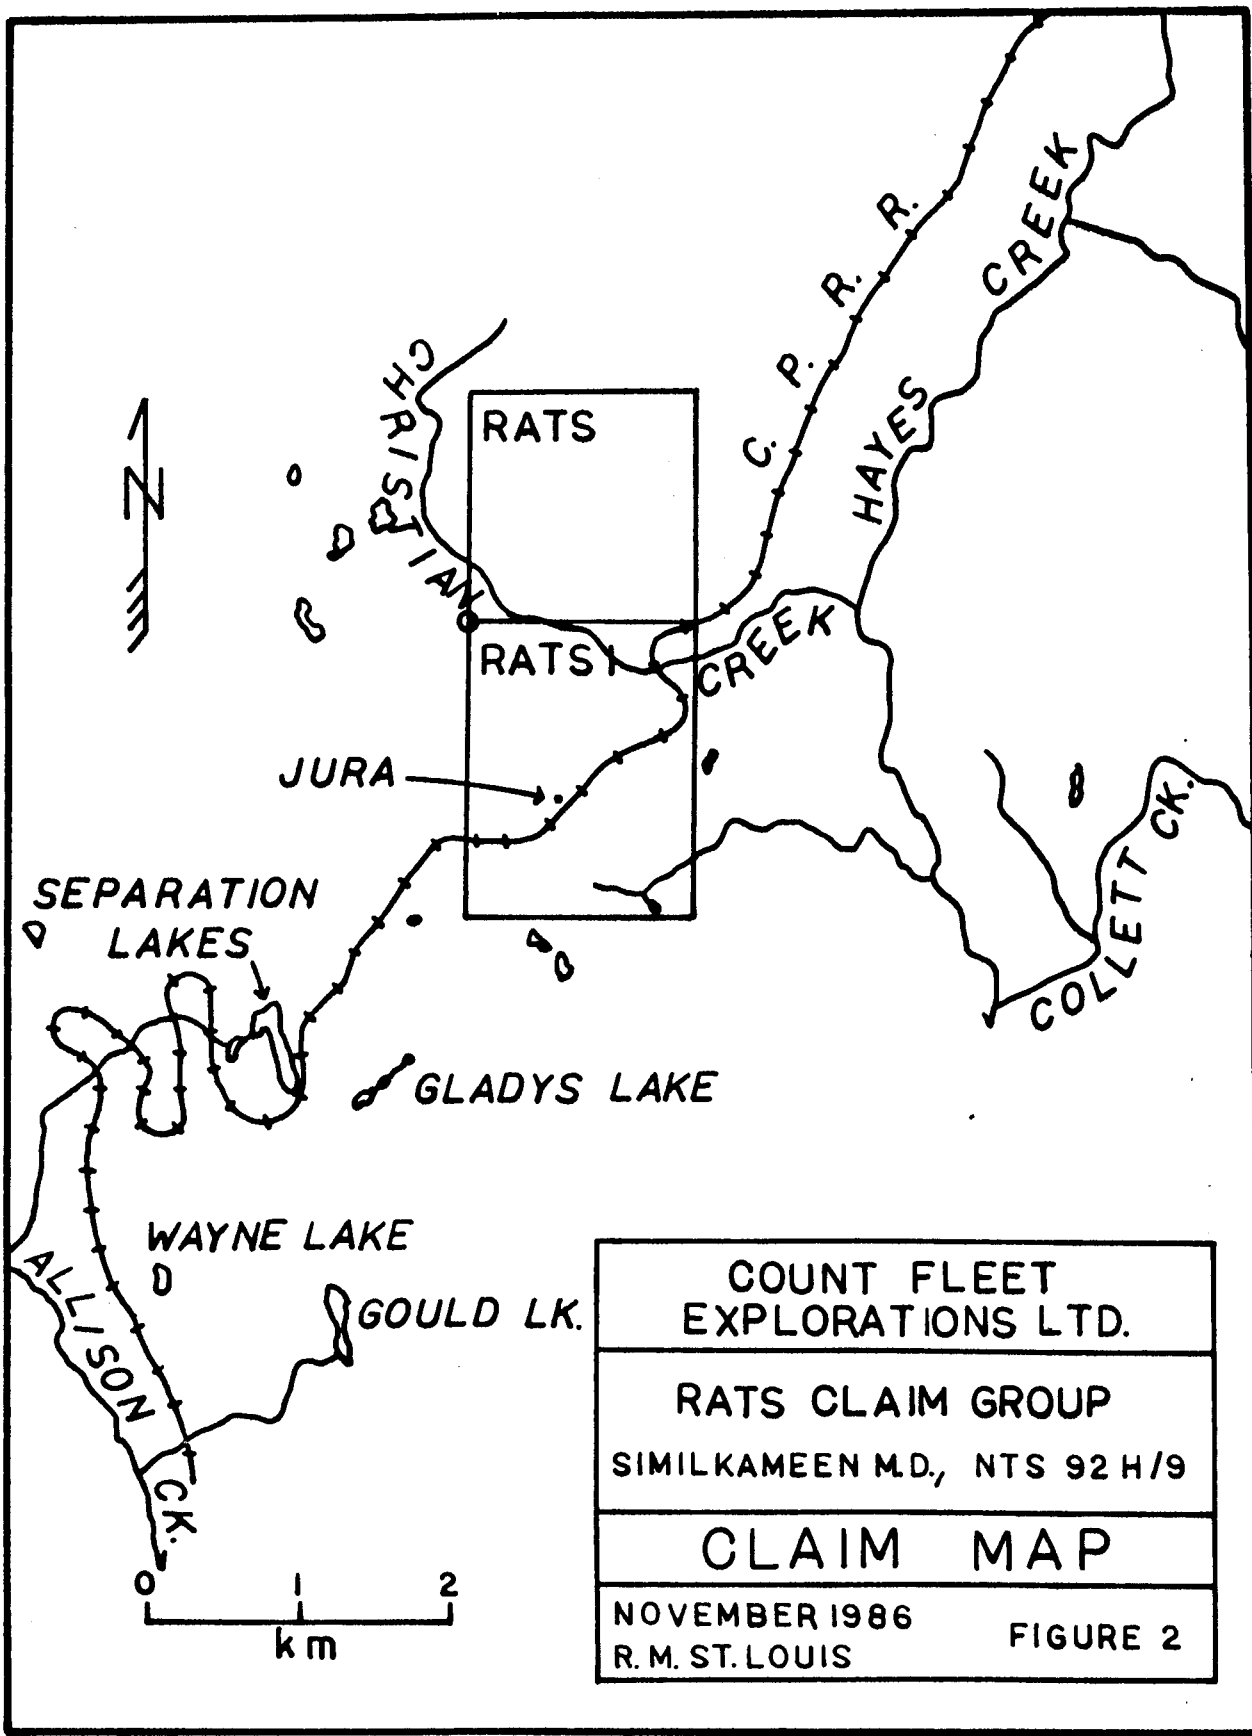 C. P. R. R.
HAYES CREEK
CHRISTIAN CREEK
RATS
N
RATS 1
JURA
SEPARATION
LAKES
COLLETT CK.
GLADYS LAKE
WAYNE LAKE
ALLISON CK.
GOULD LK.
0 1 2
km
COUNT FLEET
EXPLORATIONS LTD.
RATS CLAIM GROUP
SIMILKAMEEN M.D., NTS 92 H/9
CLAIM MAP
NOVEMBER 1986
R. M. ST. LOUIS
FIGURE 2